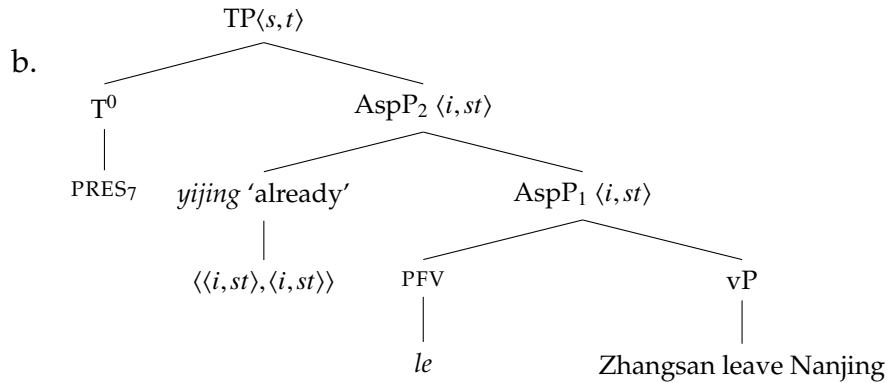 TP⟨s, t⟩
b.
T⁰ AspP₂ ⟨i, st⟩
PRES₇ yijing ‘already’ AspP₁ ⟨i, st⟩
⟨⟨i, st⟩,⟨i, st⟩⟩ PFV vP
le Zhangsan leave Nanjing